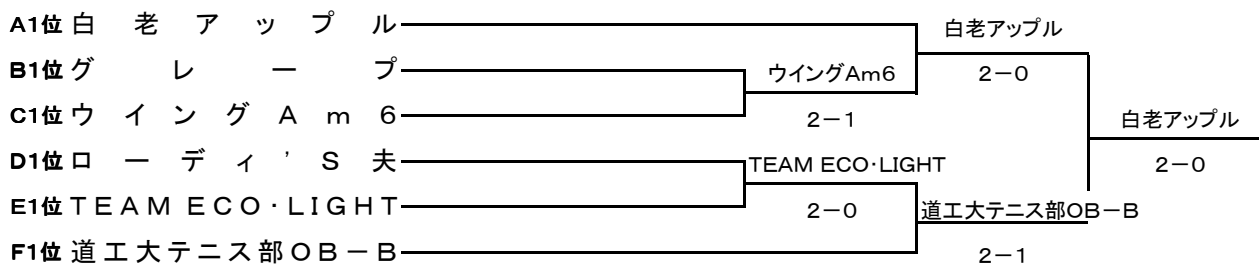 A1位 白老アップル
白老アップル
B1位 グレープ
ウイングAm6
2－0
C1位 ウイングAm6
2－1
白老アップル
D1位 ローディ’S夫
TEAM ECO･LIGHT
2－0
E1位 TEAM ECO･LIGHT
2－0
道工大テニス部OB－B
F1位 道工大テニス部OB－B
2－1